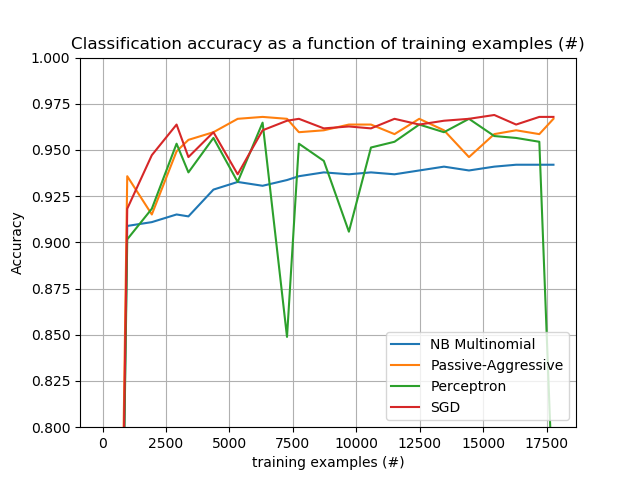 Classification accuracy as a function of training examples (#)
1.000
0.975
0.950
0.925
0.900
0.875
0.850
0.825
0.800
Accuracy
NB Multinomial
Passive-Aggressive
Perceptron
SGD
0 2500 5000 7500 10000 12500 15000 17500
training examples (#)